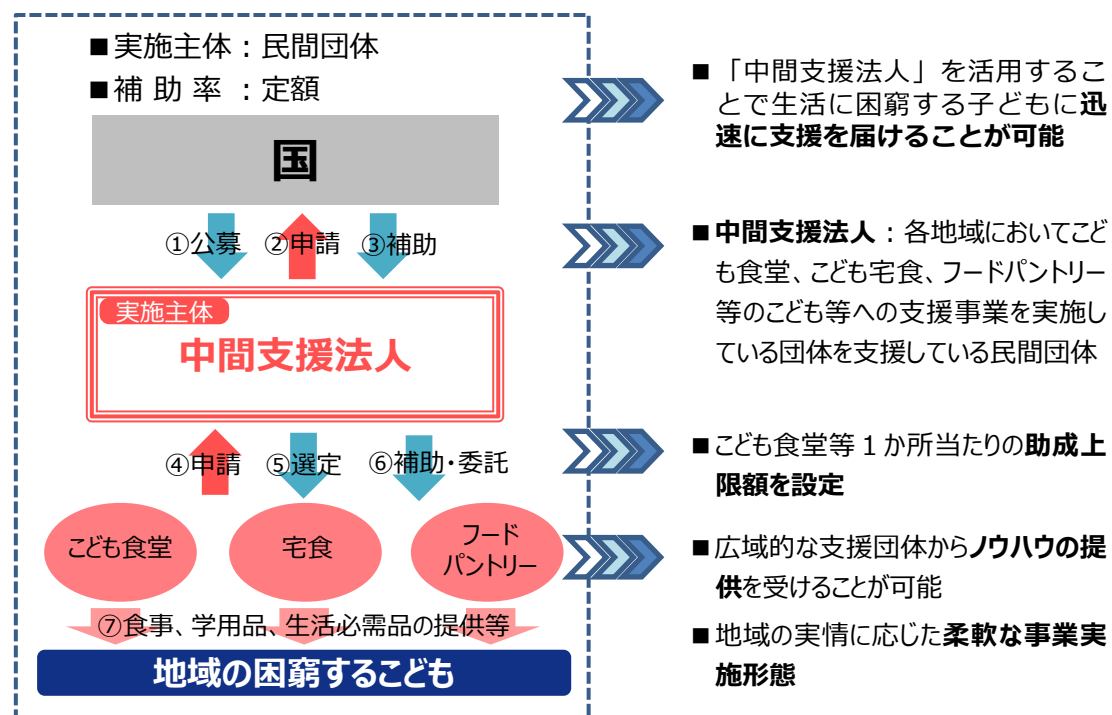 ■実施主体：民間団体
■補 助 率 ：定額
国
①公募 ②申請 ③補助
実施主体
中間支援法人
④申請 ⑤選定 ⑥補助・委託
こども食堂
宅食
フード
パントリー
⑦食事、学用品、生活必需品の提供等
地域の困窮するこども
■「中間支援法人」を活用するこ
とで生活に困窮する子どもに迅
速に支援を届けることが可能
■中間支援法人：各地域においてこど
も食堂、こども宅食、フードパントリー
等のこども等への支援事業を実施し
ている団体を支援している民間団体
■こども食堂等１か所当たりの助成上
限額を設定
■広域的な支援団体からノウハウの提
供を受けることが可能
■地域の実情に応じた柔軟な事業実
施形態